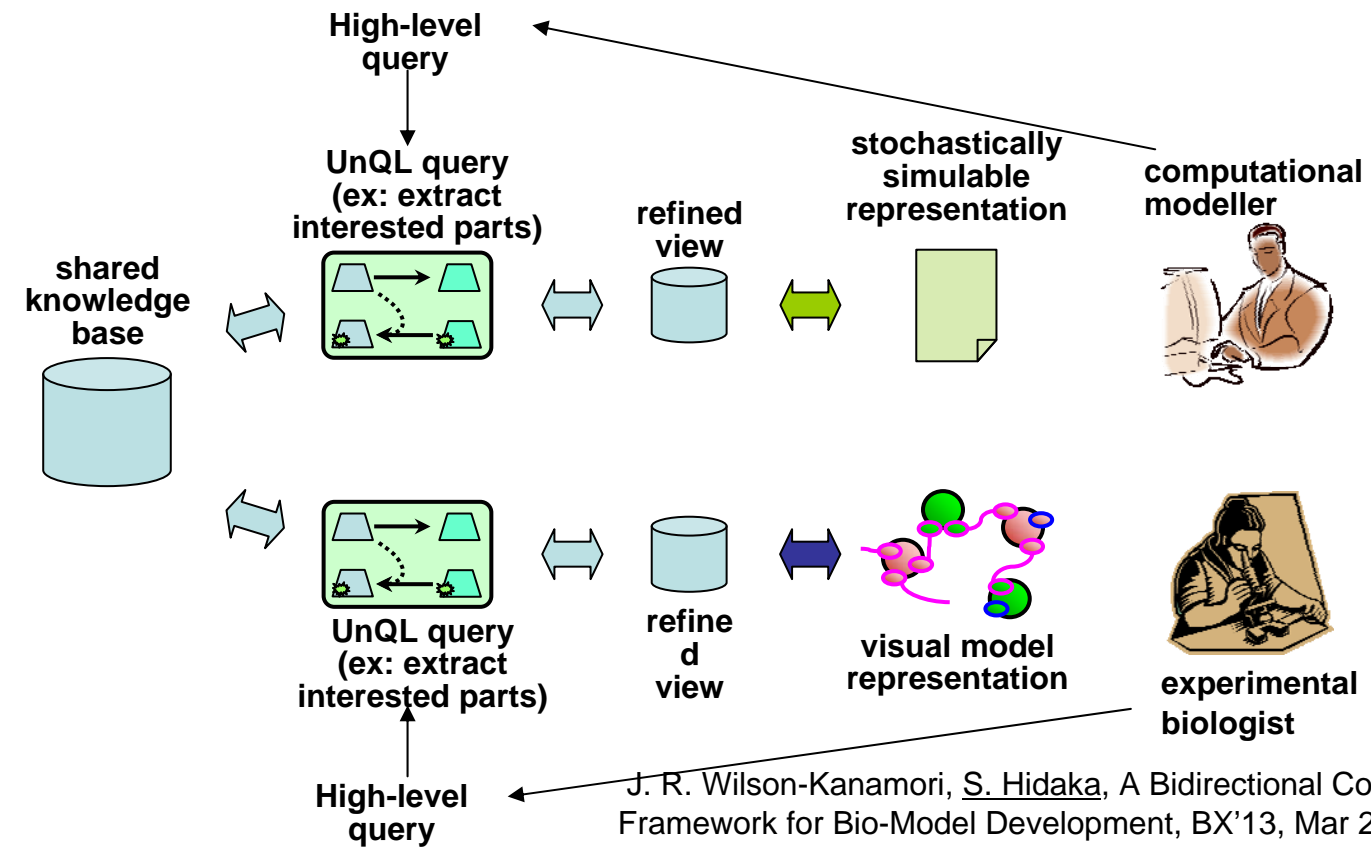 High-level
query
UnQL query
(ex: extract
interested parts)
stochastically
simulable
representation
computational
modeller
refined
view
shared
knowledge
base
UnQL query
(ex: extract
interested parts)
refine
d
view
visual model
representation
experimental
biologist
High-level
query
J. R. Wilson-Kanamori, S. Hidaka, A Bidirectional Co
Framework for Bio-Model Development, BX’13, Mar 2